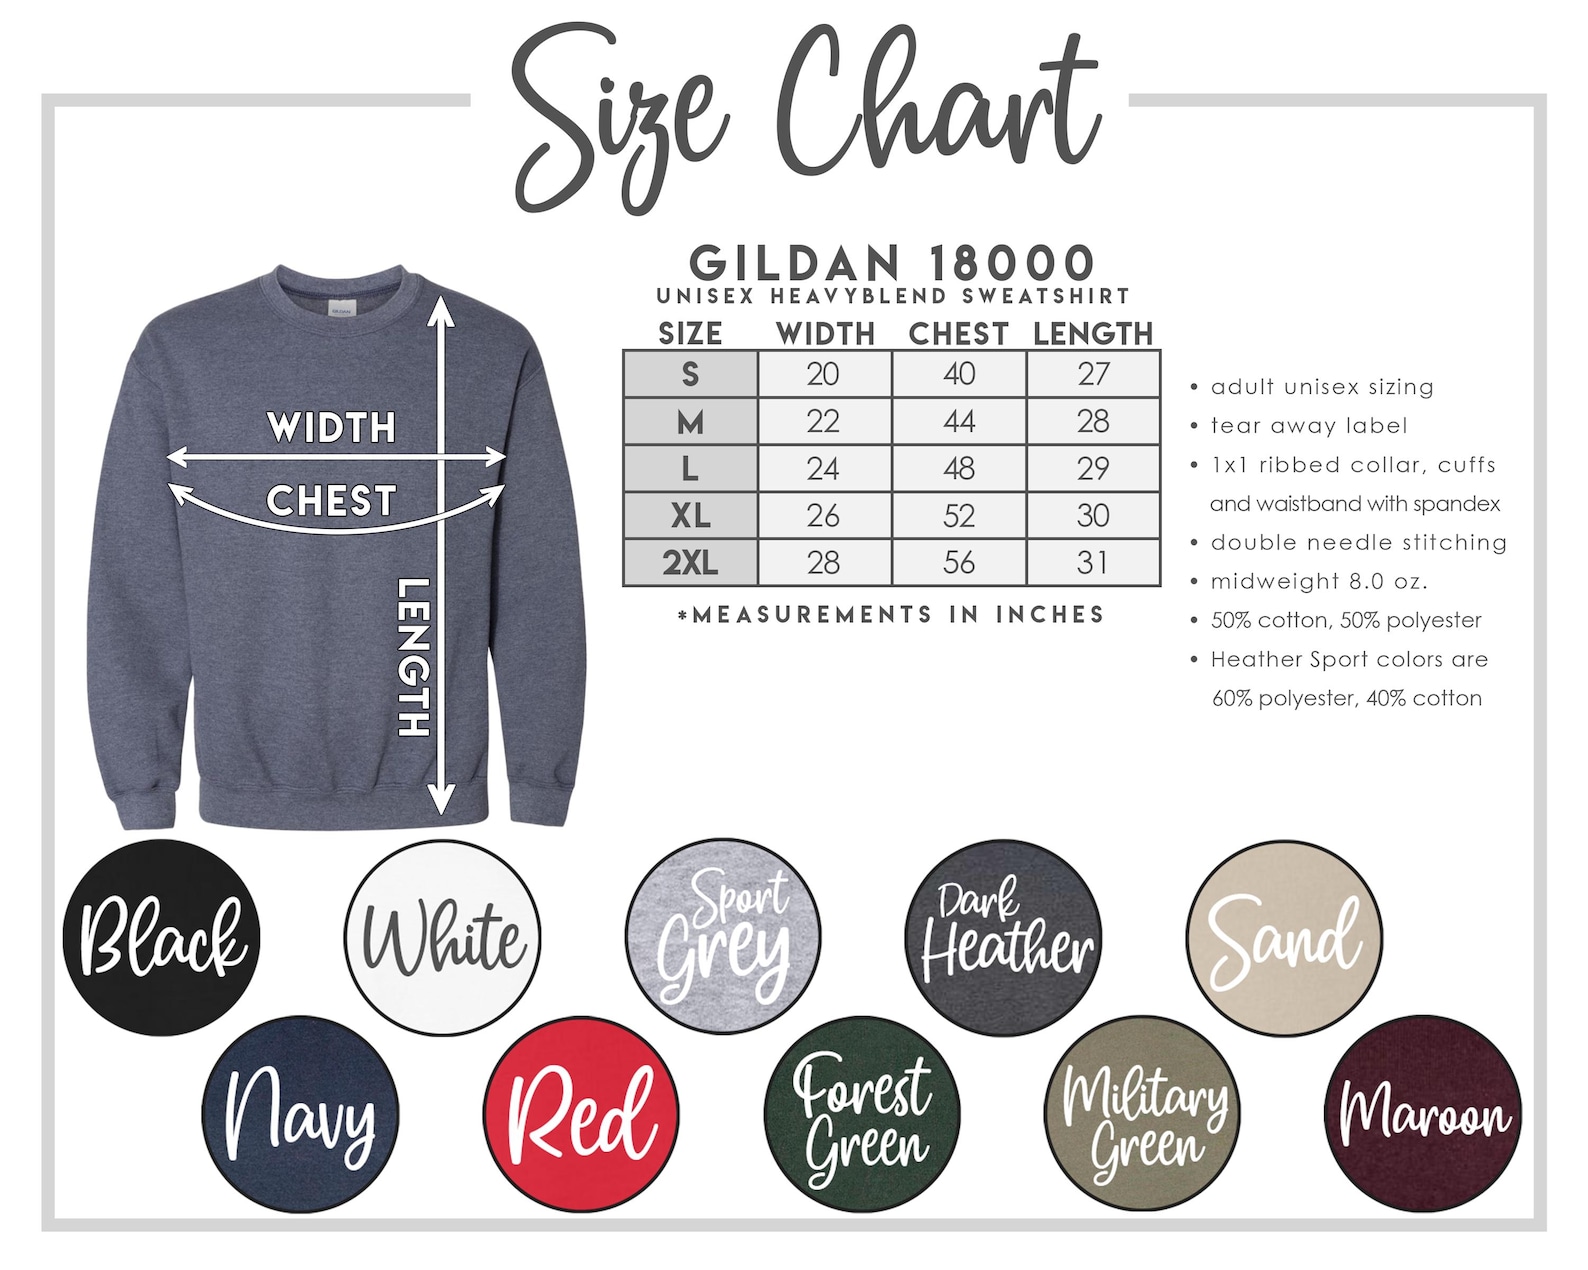 Size Chart
GILDAN 18000
UNISEX HEAVYBLEND SWEATSHIRT
SIZE WIDTH CHEST LENGTH
S 20 40 27
M 22 44 28
L 24 48 29
XL 26 52 30
2XL 28 56 31
*MEASUREMENTS IN INCHES
GILDAN
WIDTH
CHEST
LENGTH
• adult unisex sizing
• tear away label
• 1x1 ribbed collar, cuffs
and waistband with spandex
• double needle stitching
• midweight 8.0 oz.
• 50% cotton, 50% polyester
• Heather Sport colors are
60% polyester, 40% cotton
Black
White
Sport
Grey
Dark
Heather
Sand
Navy
Red
Forest
Green
Military
Green
Maroon